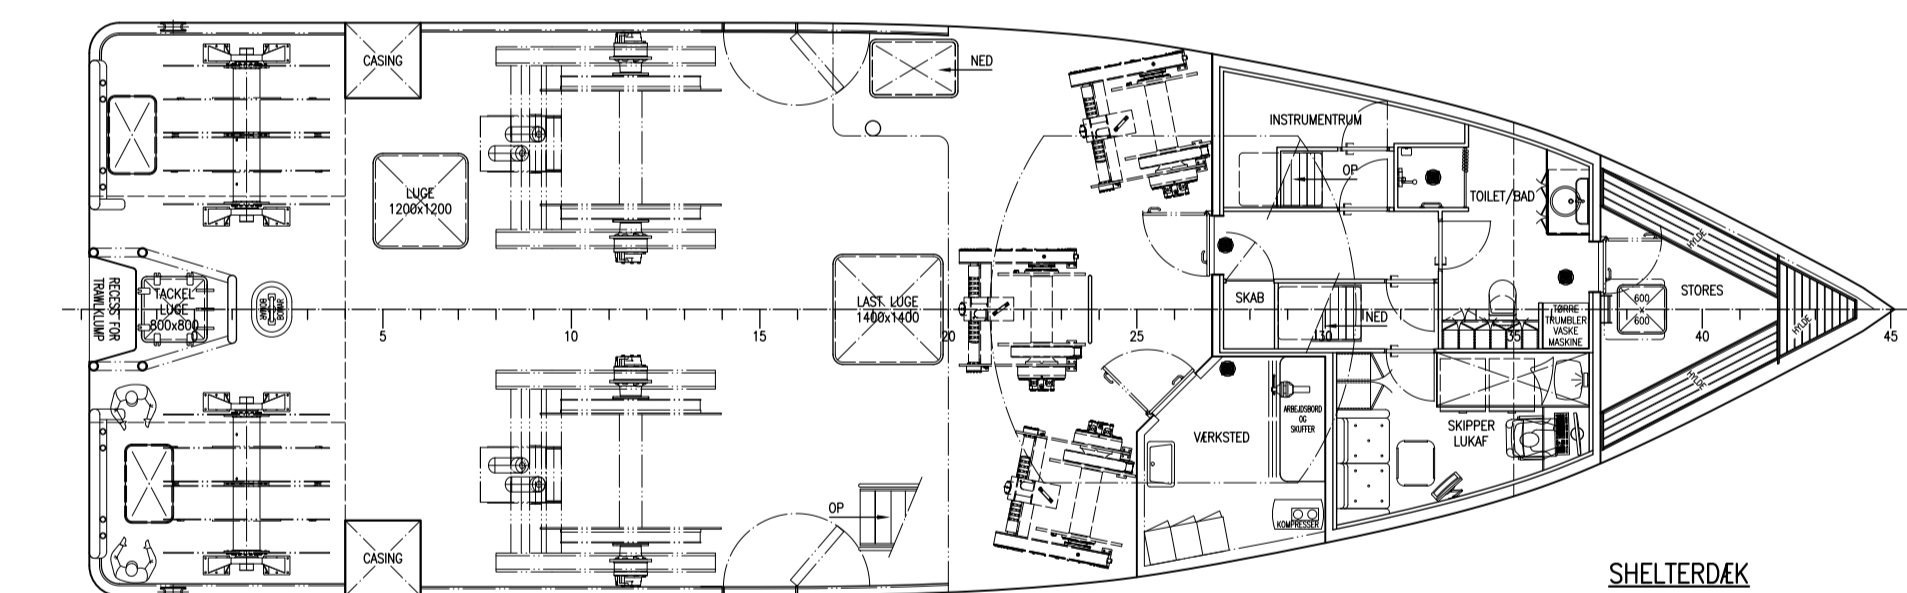 CASING
NED
INSTRUMENTRUM
OP
TOILET/BAD
LUGE
1200x1200
HYLDE
RECESS FOR
TRAWLKLUMP
TACKEL
LUGE
800x800
LAST LUGE
1400x1400
SKAB
NED
600
x
600
STORES
TØRRE
TRUMBLER
VASKE
MASKINE
HYLDE
5
10
15
20
25
30
35
40
45
HYLDE
ARBEJDSBORD
OG
SKUFFER
VÆRKSTED
SKIPPER
LUKAF
OP
KOMPRESSER
CASING
SHELTERDÆK